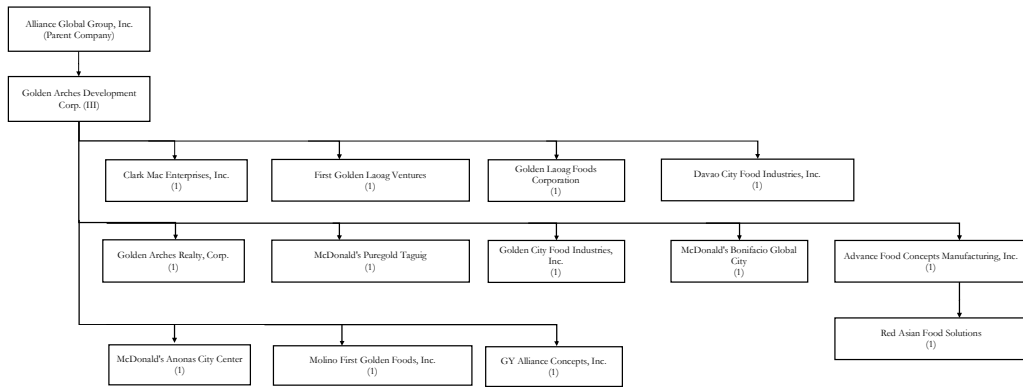 Alliance Global Group, Inc.
(Parent Company)
Golden Arches Development
Corp. (III)
Clark Mac Enterprises, Inc.
(1)
First Golden Laoag Ventures
(1)
Golden Laoag Foods
Corporation
(1)
Davao City Food Industries, Inc.
(1)
Golden Arches Realty, Corp.
(1)
McDonald's Puregold Taguig
(1)
Golden City Food Industries,
Inc.
(1)
McDonald's Bonifacio Global
City
(1)
Advance Food Concepts Manufacturing, Inc.
(1)
Red Asian Food Solutions
(1)
McDonald's Anonas City Center
(1)
Molino First Golden Foods, Inc.
(1)
GY Alliance Concepts, Inc.
(1)